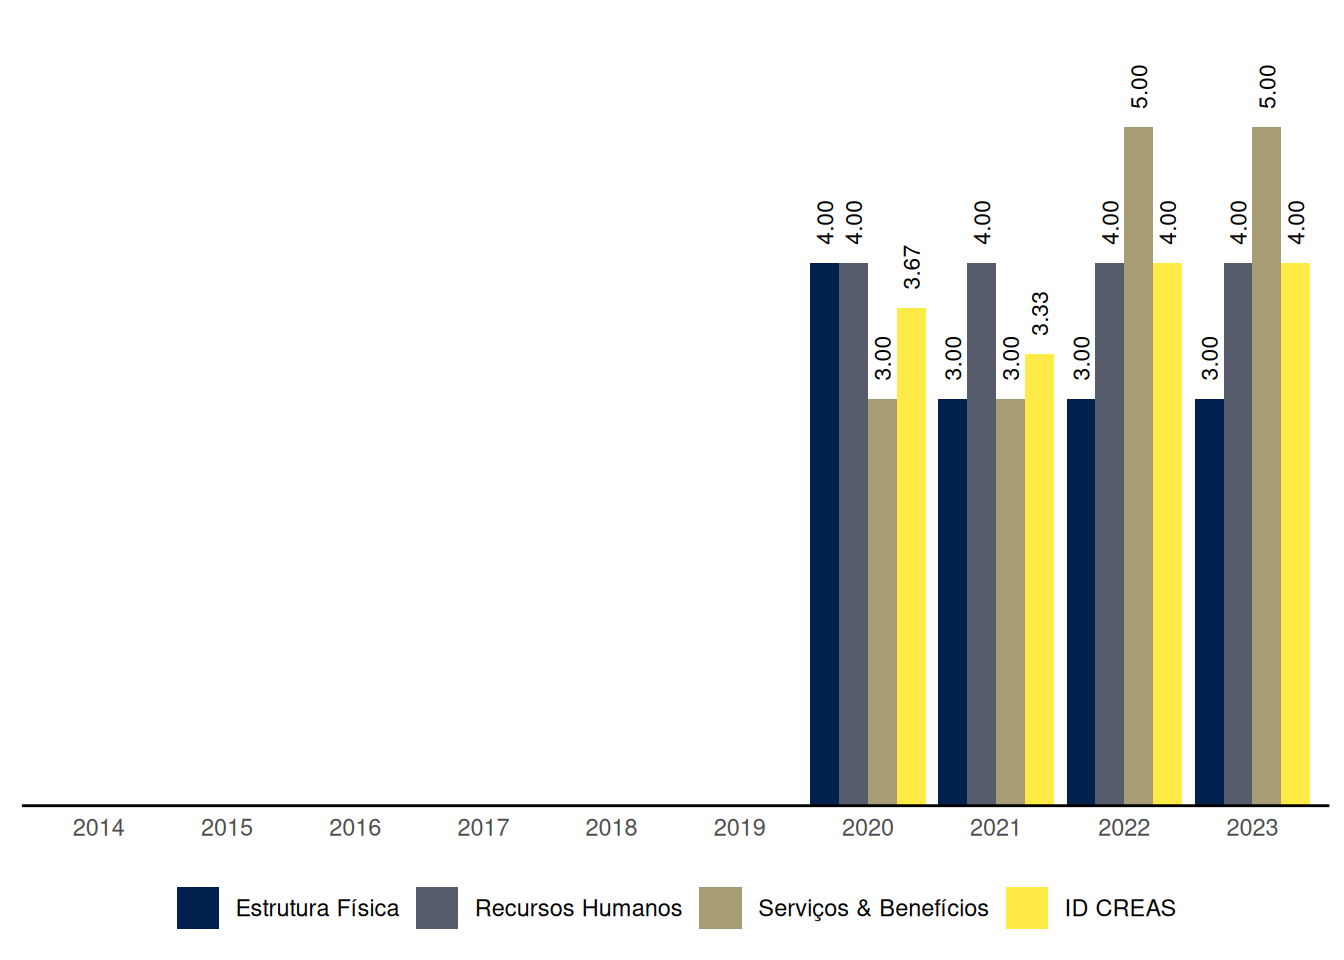 5.00 5.00
4.00 4.00 4.00 4.00 4.00 4.00 4.00
3.67
3.33
3.00 3.00 3.00 3.00 3.00
2014 2015 2016 2017 2018 2019 2020 2021 2022 2023
Estrutura Física Recursos Humanos Serviços & Benefícios ID CREAS